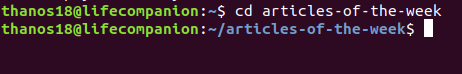 thanos18@lifecompanion:~$ cd articles-of-the-week
thanos18@lifecompanion:~/articles-of-the-week$